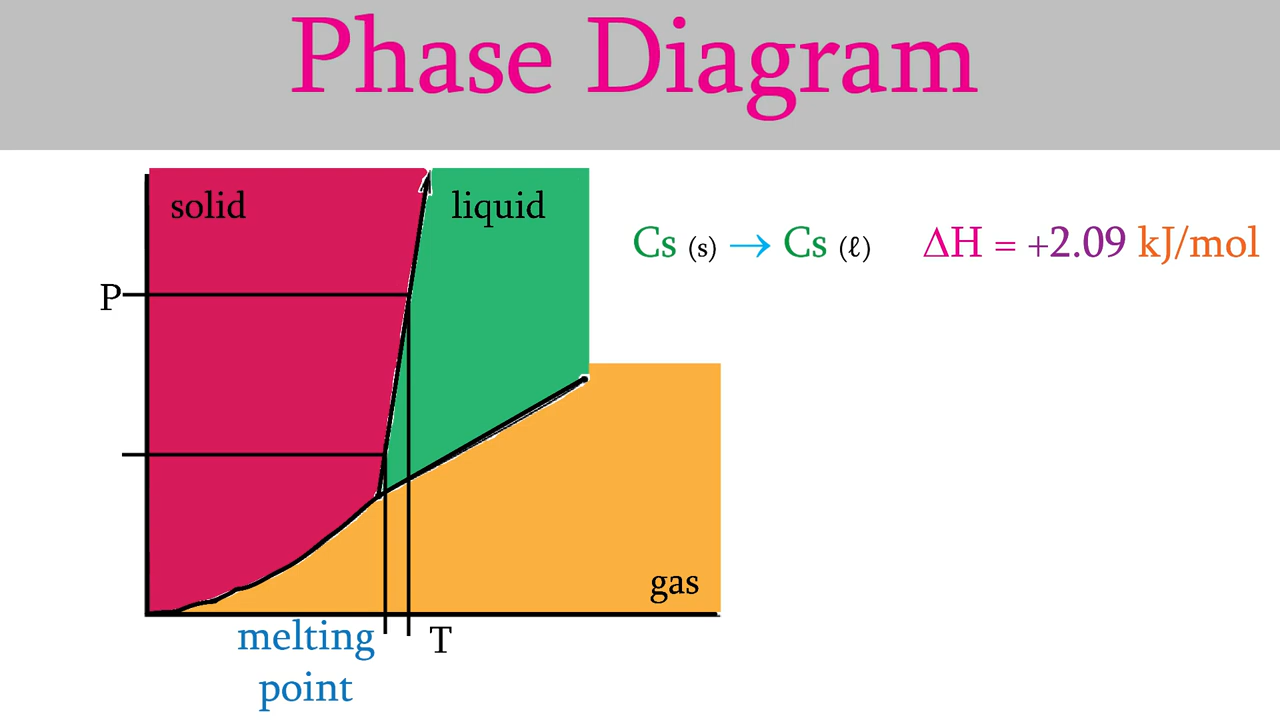 Phase Diagram
solid
liquid
Cs (s) → Cs (ℓ) ΔH = +2.09 kJ/mol
P
gas
melting
point
T